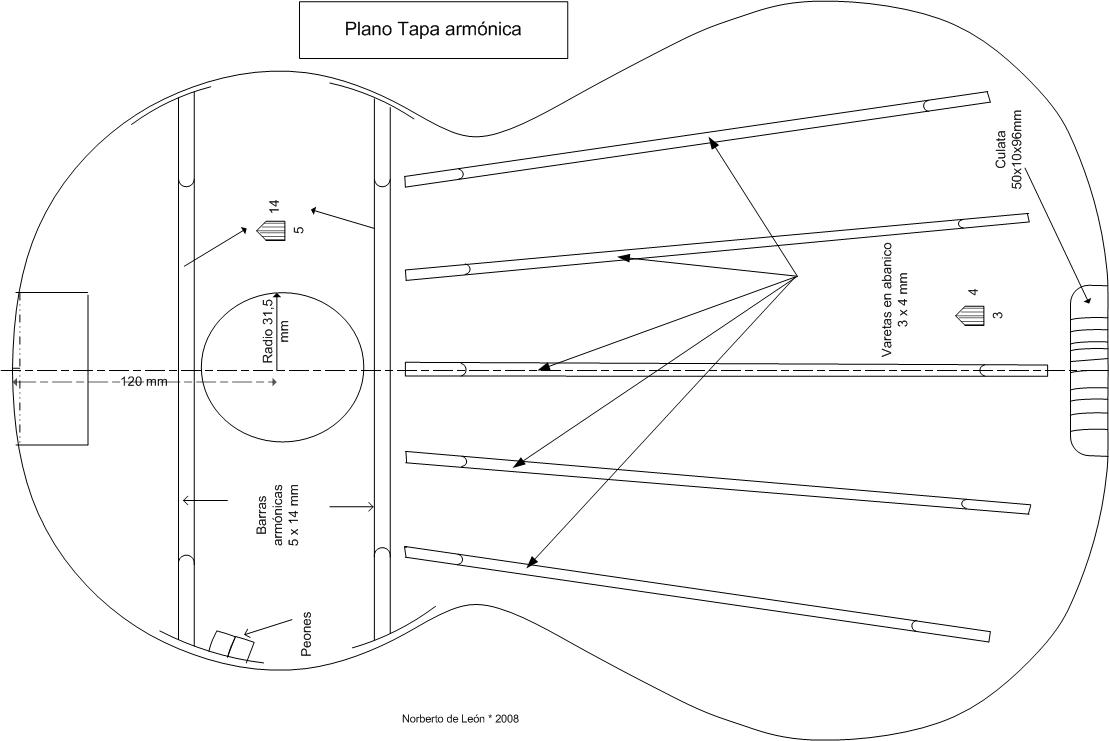 Plano Tapa armónica
Culata
50x10x96mm
14
5
Radio 31,5
mm
Varetas en abanico
3 x 4 mm
4
3
120 mm
Barras
armónicas
5 x 14 mm
Peones
Norberto de León * 2008